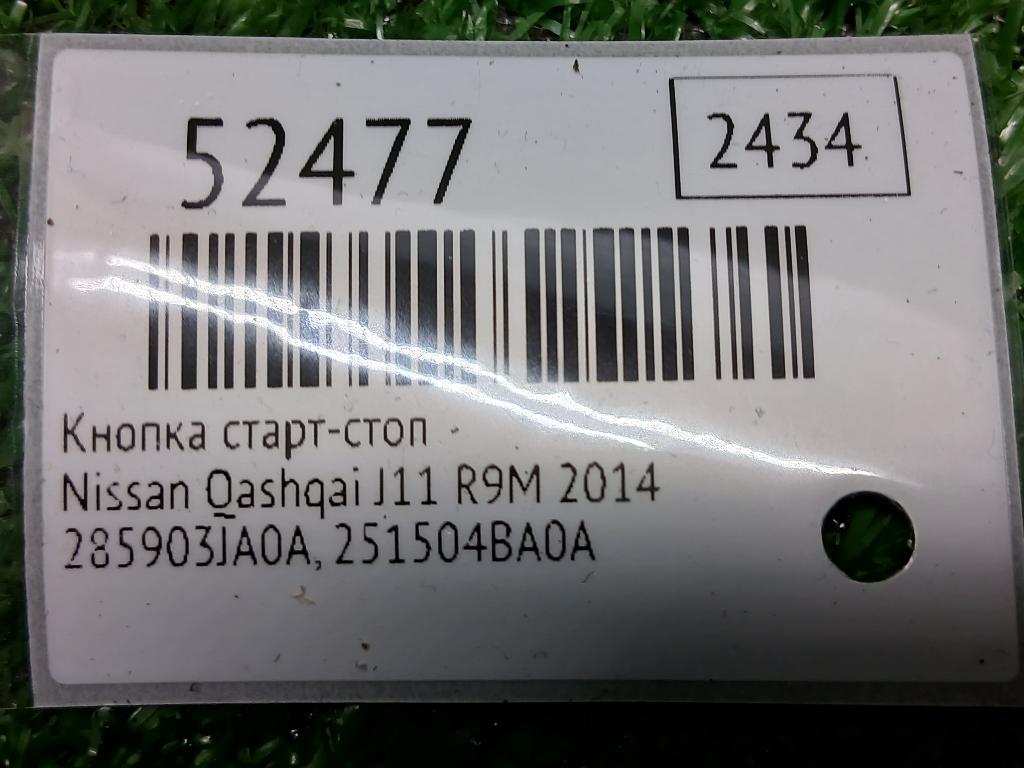 52477
2434
Кнопка старт-стоп
Nissan Qashqai J11 R9M 2014
285903JA0A, 251504BA0A